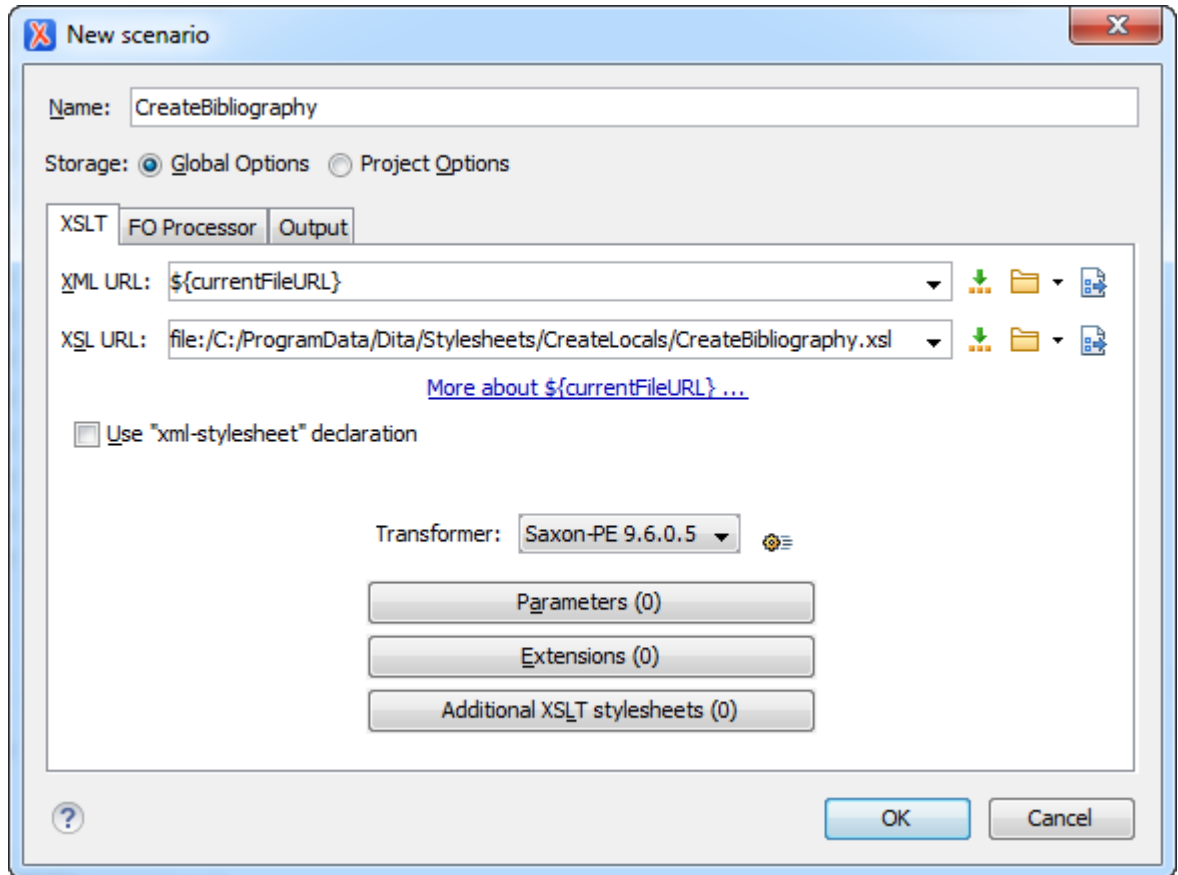 New scenario
Name: CreateBibliography
Storage: Global Options Project Options
XSLT FO Processor Output
XML URL: ${currentFileURL}
XSL URL: file:/C:/ProgramData/Dita/Stylesheets/CreateLocals/CreateBibliography.xsl
More about ${currentFileURL} ...
Use "xml-stylesheet" declaration
Transformer: Saxon-PE 9.6.0.5
Parameters (0)
Extensions (0)
Additional XSLT stylesheets (0)
? OK Cancel